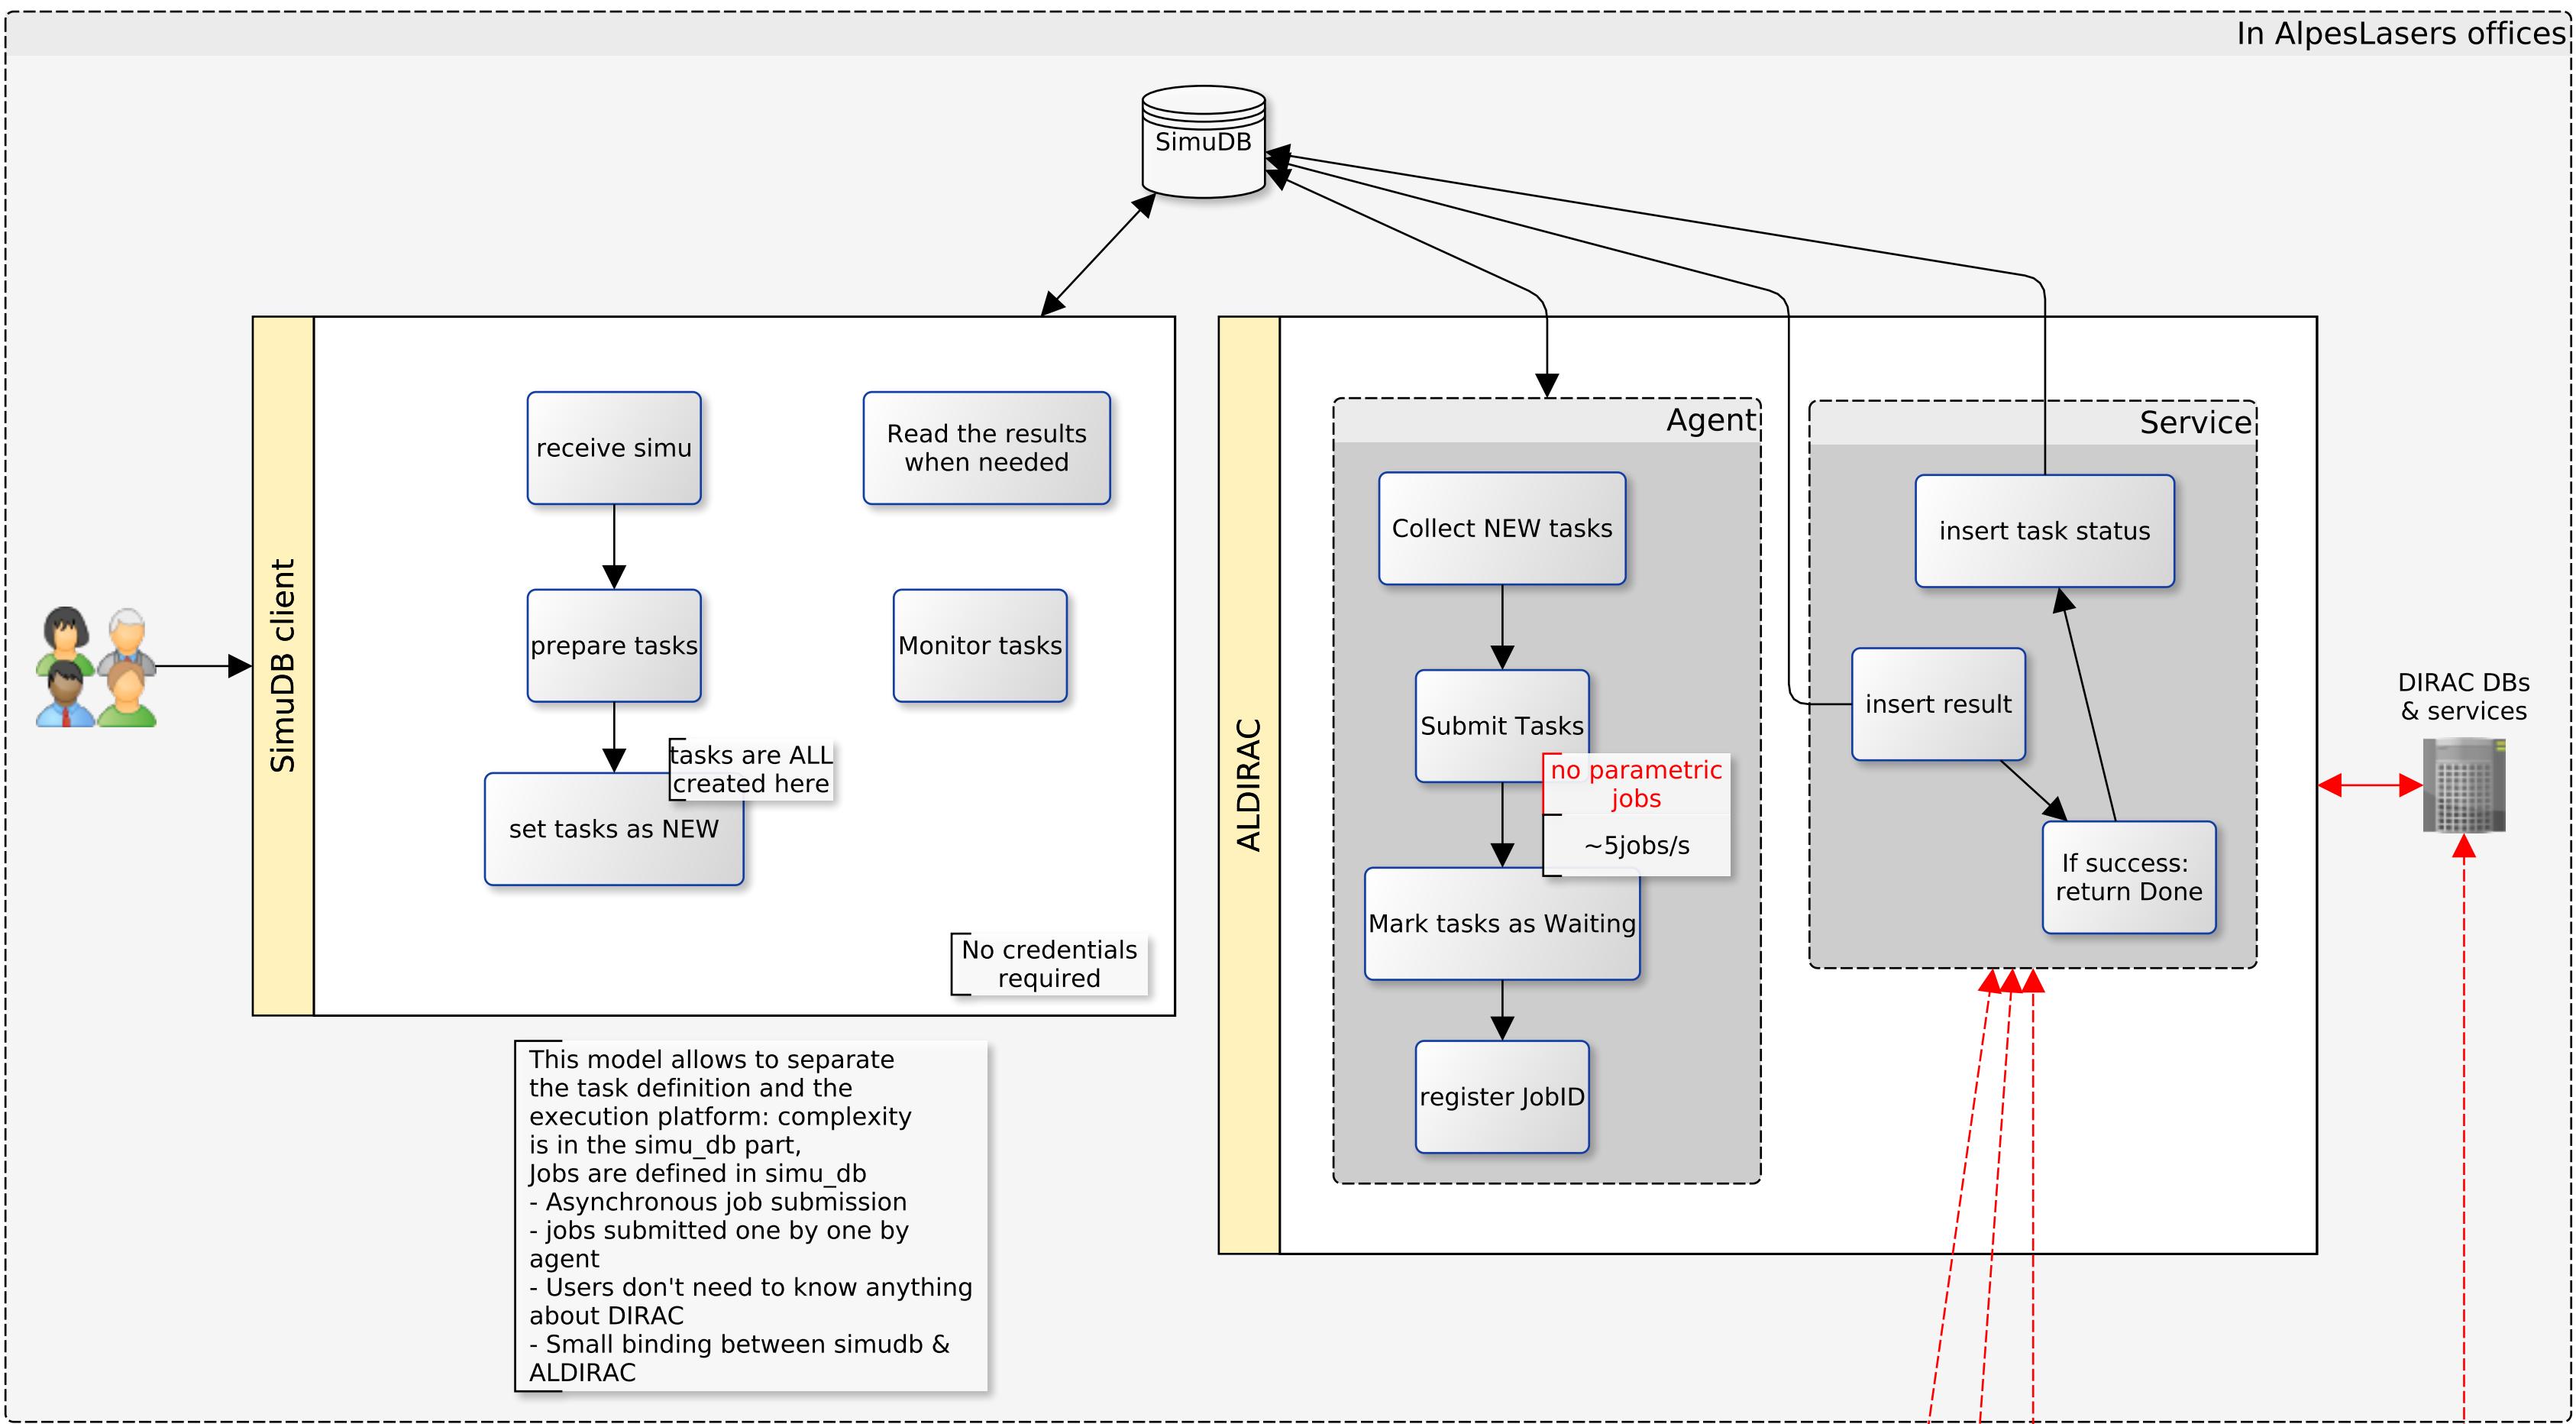 In AlpesLasers offices
SimuDB
SimuDB client
receive simu
Read the results
when needed
prepare tasks
Monitor tasks
tasks are ALL
created here
set tasks as NEW
No credentials
required
This model allows to separate
the task definition and the
execution platform: complexity
is in the simu_db part,
Jobs are defined in simu_db
- Asynchronous job submission
- jobs submitted one by one by
agent
- Users don't need to know anything
about DIRAC
- Small binding between simudb &
ALDIRAC
ALDIRAC
Agent
Collect NEW tasks
Submit Tasks
no parametric
jobs
~5jobs/s
Mark tasks as Waiting
register JobID
Service
insert task status
insert result
If success:
return Done
DIRAC DBs
& services